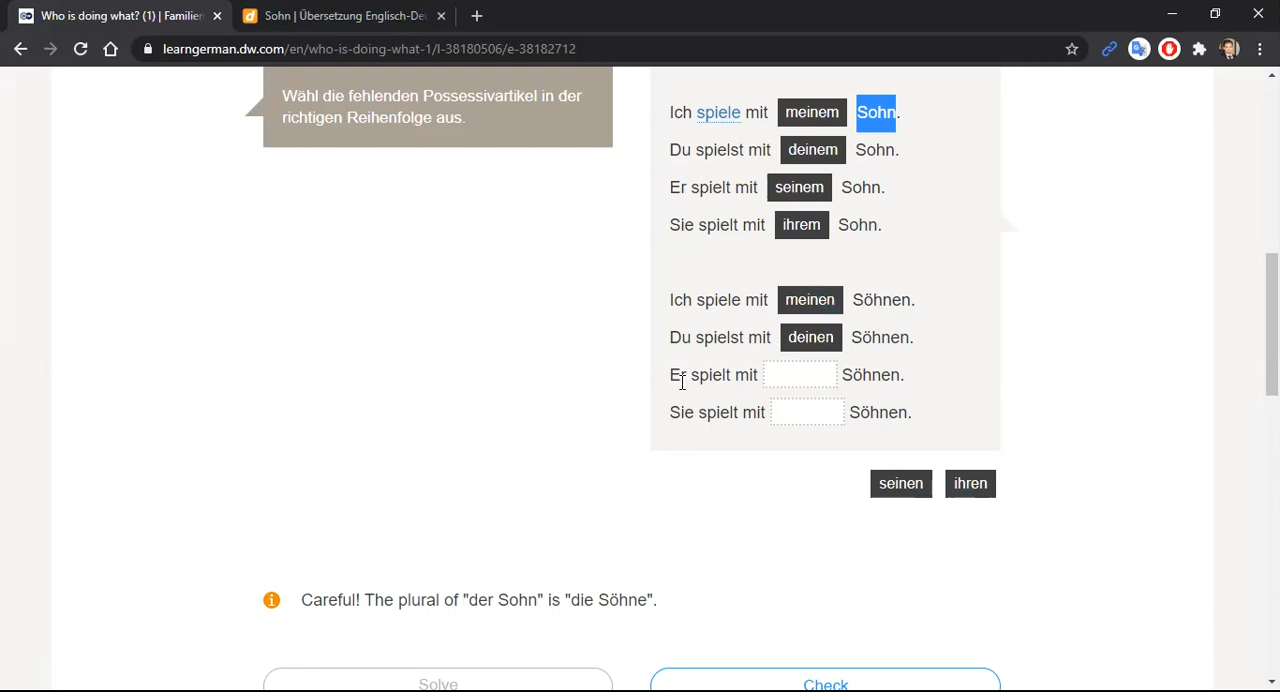 Who is doing what? (1) | Familien
Sohn | Übersetzung Englisch-Deu
learngerman.dw.com/en/who-is-doing-what-1/l-38180506/e-38182712
Wähl die fehlenden Possessivartikel in der
richtigen Reihenfolge aus.
Ich spiele mit meinem Sohn.
Du spielst mit deinem Sohn.
Er spielt mit seinem Sohn.
Sie spielt mit ihrem Sohn.
Ich spiele mit meinen Söhnen.
Du spielst mit deinen Söhnen.
Er spielt mit Söhnen.
Sie spielt mit Söhnen.
seinen ihren
Careful! The plural of "der Sohn" is "die Söhne".
Solve Check